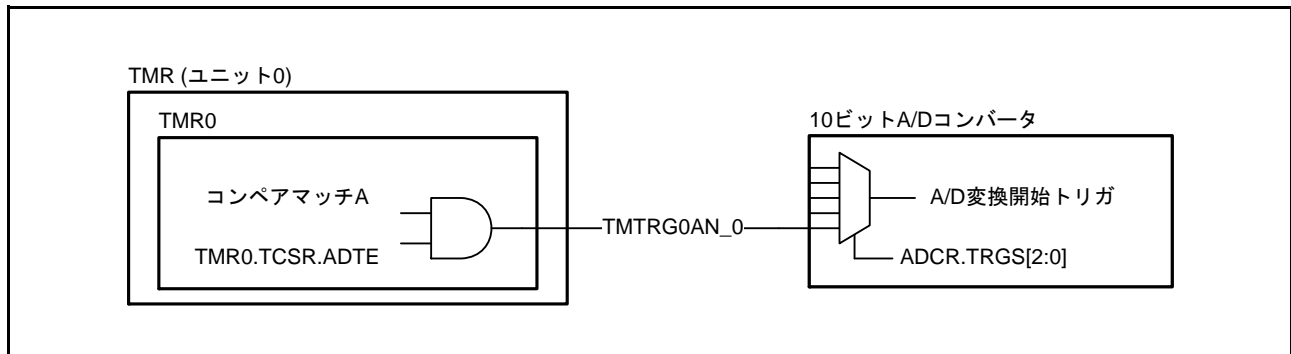 TMR (ユニット0)
TMR0
コンペアマッチA
TMR0.TCSR.ADTE
TMTRG0AN_0
10ビットA/Dコンバータ
A/D変換開始トリガ
ADCR.TRGS[2:0]